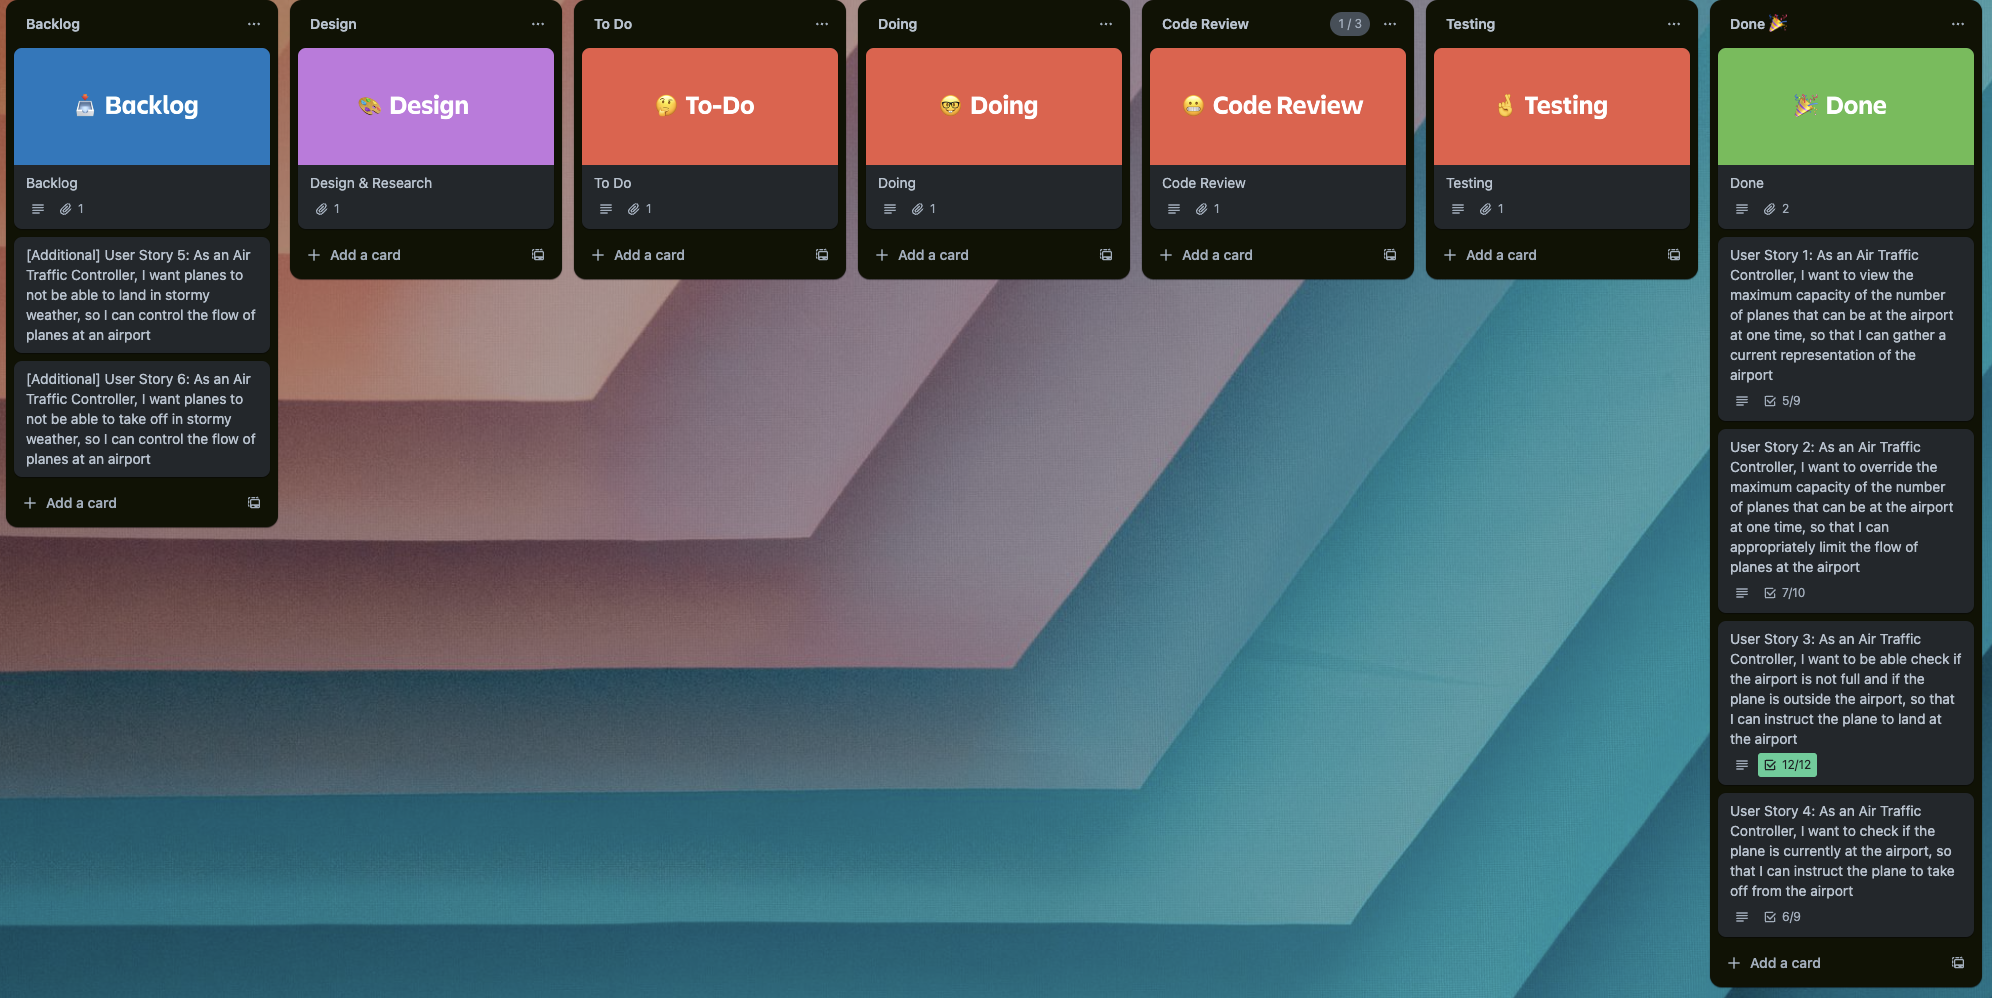 Backlog
📥 Backlog
Backlog
1
[Additional] User Story 5: As an Air
Traffic Controller, I want planes to
not be able to land in stormy
weather, so I can control the flow of
planes at an airport
[Additional] User Story 6: As an Air
Traffic Controller, I want planes to
not be able to take off in stormy
weather, so I can control the flow of
planes at an airport
+ Add a card
Design
🎨 Design
Design & Research
1
+ Add a card
To Do
🤔 To-Do
To Do
1
+ Add a card
Doing
🤓 Doing
Doing
1
+ Add a card
Code Review 1 / 3
😬 Code Review
Code Review
1
+ Add a card
Testing
🤞 Testing
Testing
1
+ Add a card
Done 🎉
🎉 Done
Done
2
User Story 1: As an Air Traffic
Controller, I want to view the
maximum capacity of the number
of planes that can be at the airport
at one time, so that I can gather a
current representation of the
airport
5/9
User Story 2: As an Air Traffic
Controller, I want to override the
maximum capacity of the number
of planes that can be at the airport
at one time, so that I can
appropriately limit the flow of
planes at the airport
7/10
User Story 3: As an Air Traffic
Controller, I want to be able check if
the airport is not full and if the
plane is outside the airport, so that
I can instruct the plane to land at
the airport
12/12
User Story 4: As an Air Traffic
Controller, I want to check if the
plane is currently at the airport, so
that I can instruct the plane to take
off from the airport
6/9
+ Add a card